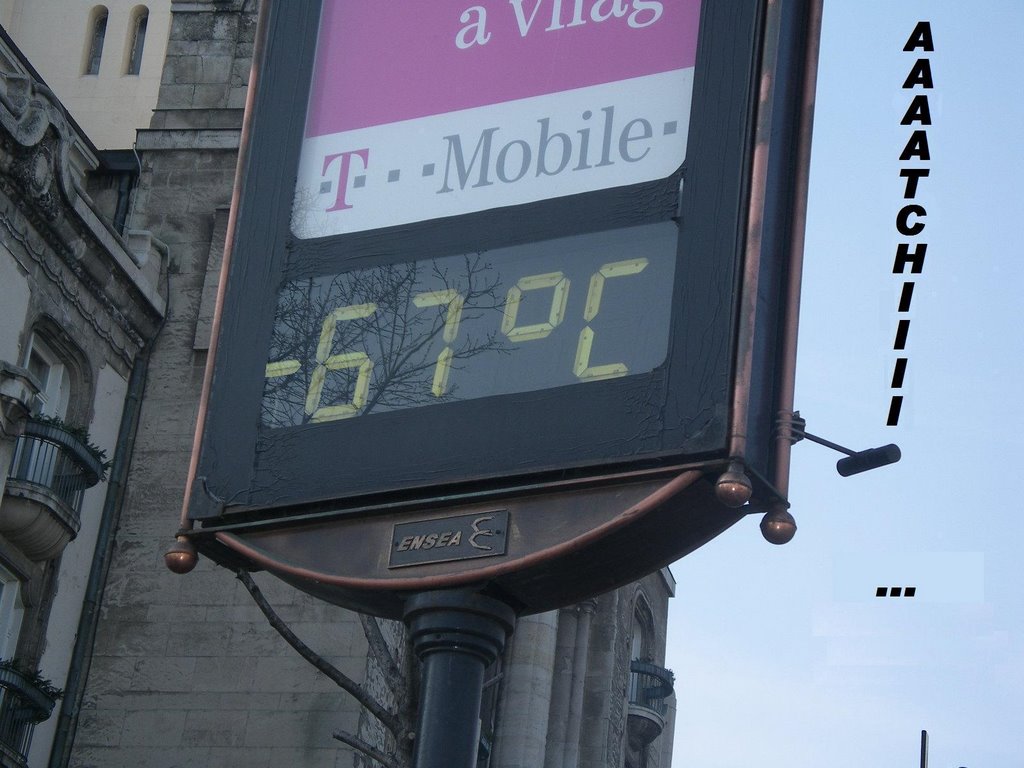 a világ
T··Mobile·
-67°C
ENSEA
AAAATCHIIIII
...